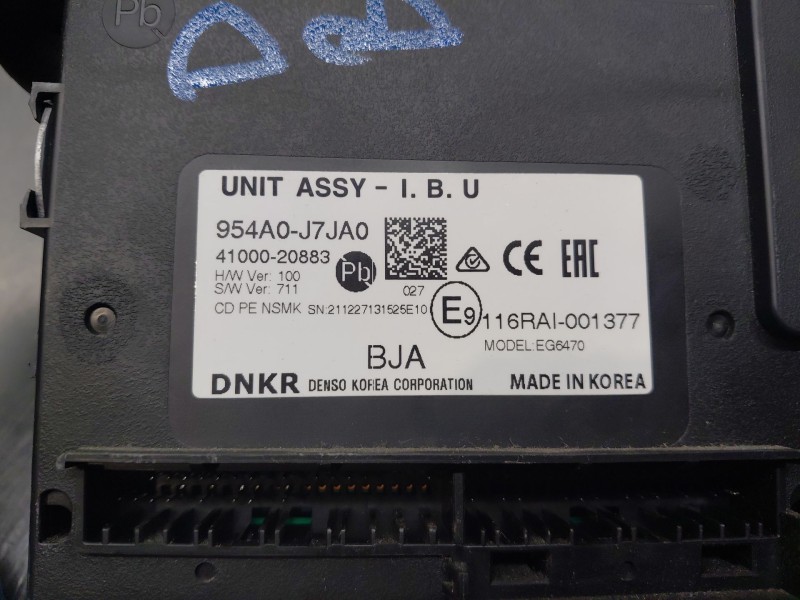 Pb
UNIT ASSY - I. B. U
954A0-J7JA0
41000-20883
Pb
H/W Ver: 100
S/W Ver: 711
027
CE EAC
CD PE NSMK SN:211227131525E10
E9 116RAI-001377
MODEL:EG6470
BJA
DNKR DENSO KOREA CORPORATION MADE IN KOREA